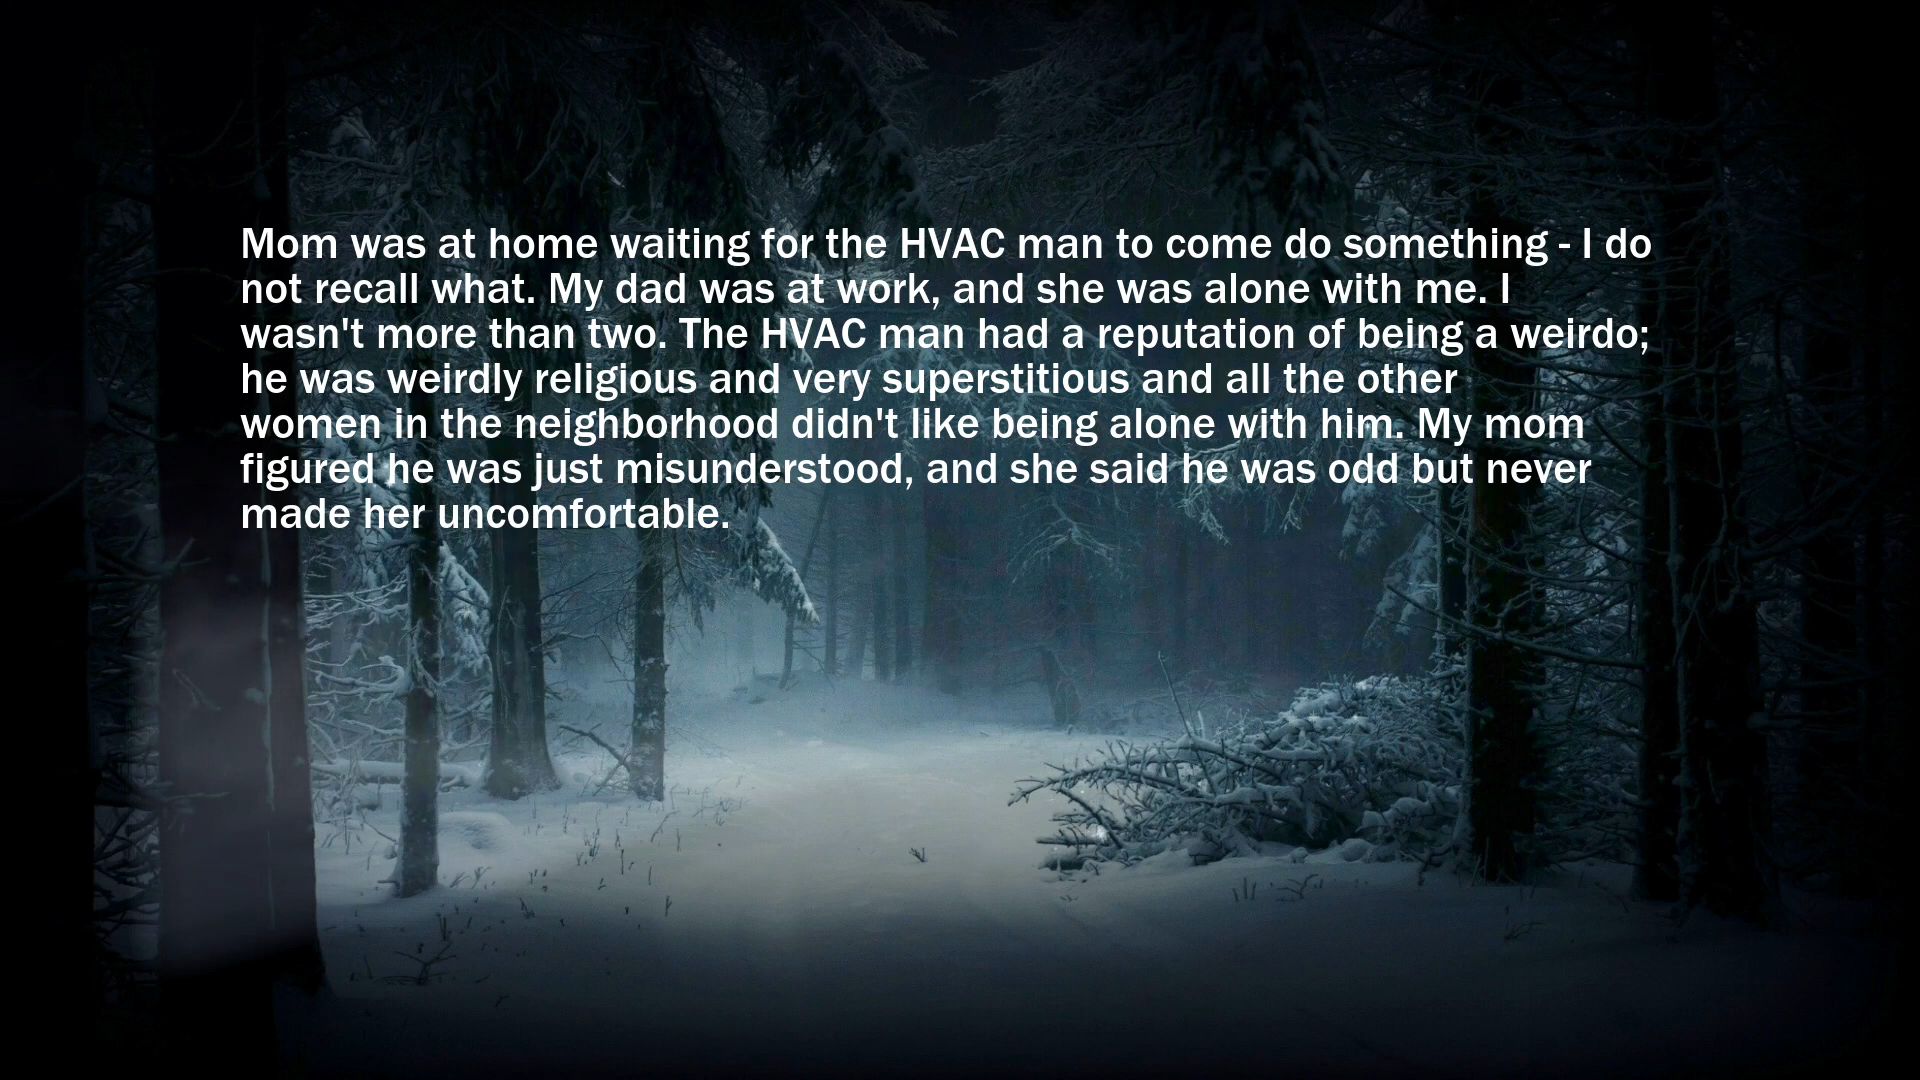 Mom was at home waiting for the HVAC man to come do something - I do
not recall what. My dad was at work, and she was alone with me. I
wasn't more than two. The HVAC man had a reputation of being a weirdo;
he was weirdly religious and very superstitious and all the other
women in the neighborhood didn't like being alone with him. My mom
figured he was just misunderstood, and she said he was odd but never
made her uncomfortable.